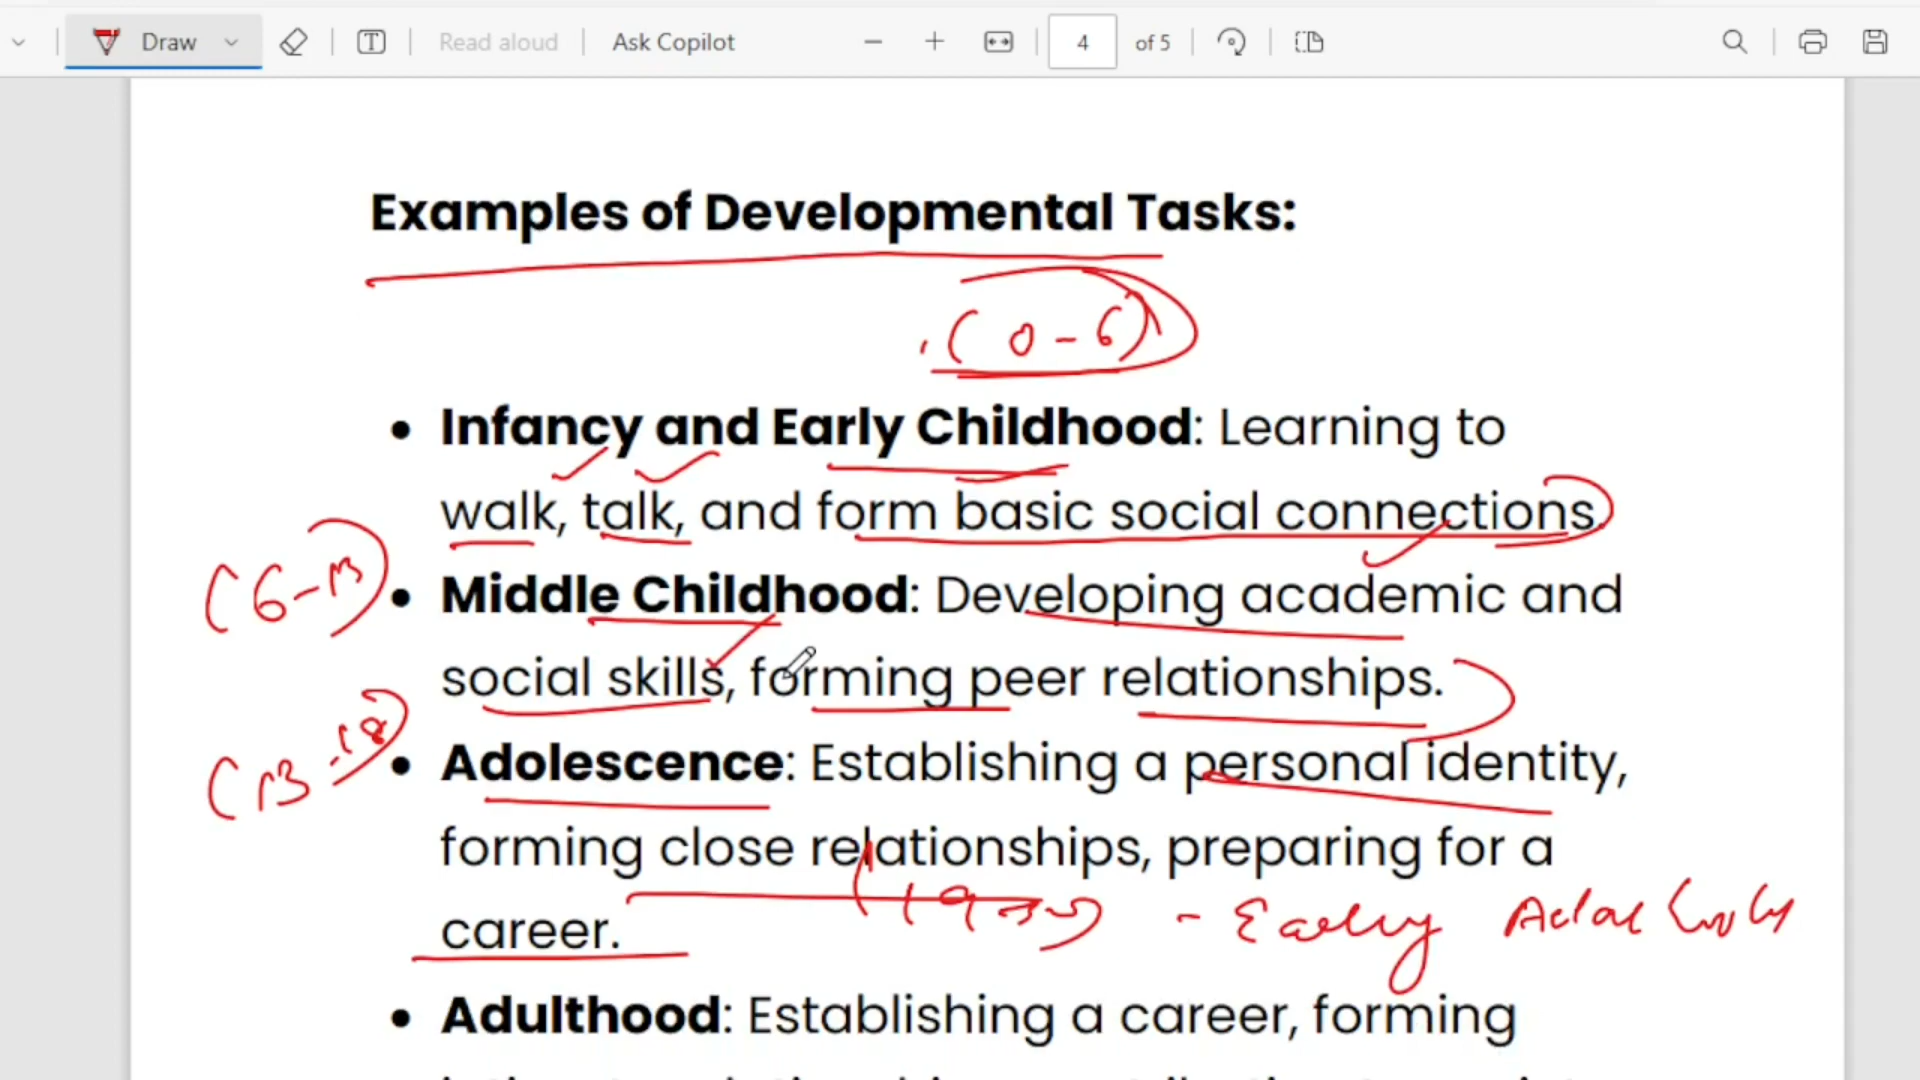 Draw
Read aloud
Ask Copilot
4
of 5
Examples of Developmental Tasks:
(0-6)
• Infancy and Early Childhood: Learning to
walk, talk, and form basic social connections.
(6-13)
• Middle Childhood: Developing academic and
social skills, forming peer relationships.
(13-18)
• Adolescence: Establishing a personal identity,
forming close relationships, preparing for a
- Early
career.
• Adulthood: Establishing a career, forming